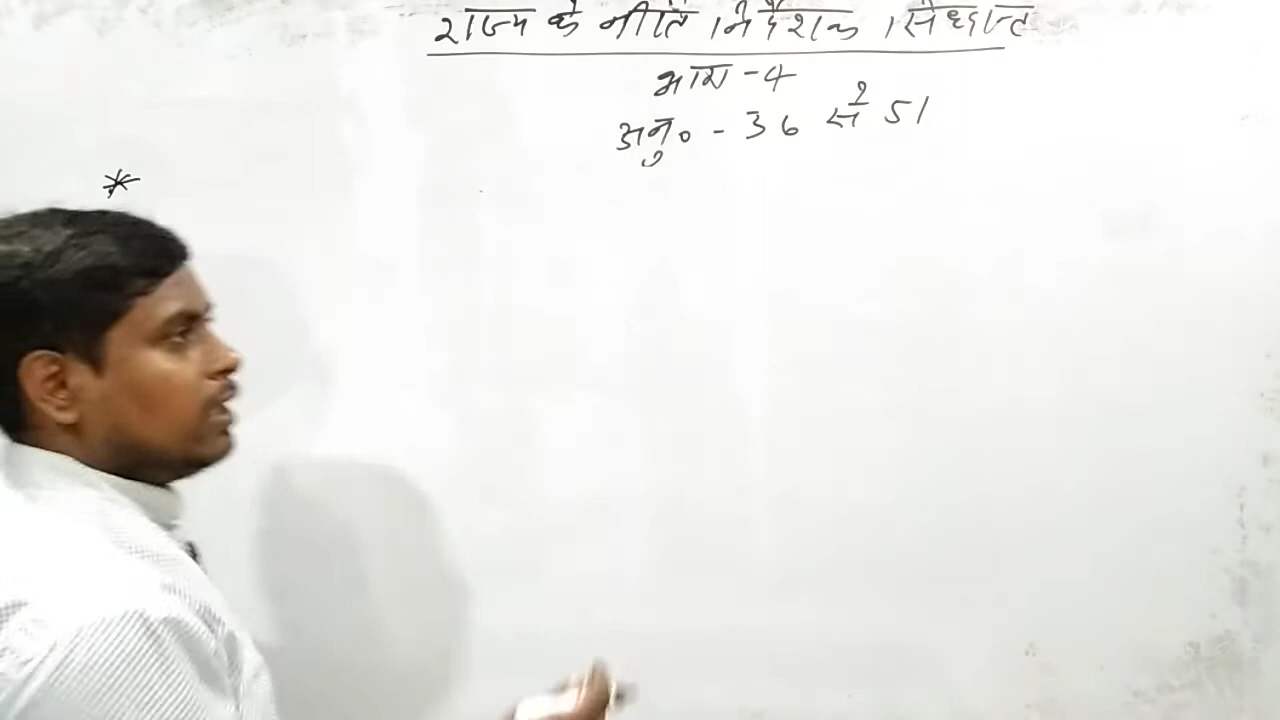 राज्य के नीति निर्देशक सिध्दान्त
भाग - 4
अनु० - 36 से 51
*